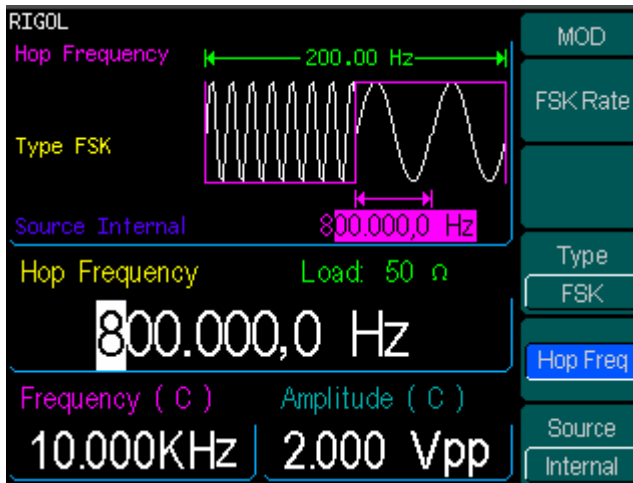 RIGOL
Hop Frequency
200.00 Hz
Type FSK
Source Internal
800.000,0 Hz
Hop Frequency
Load: 50 Ω
800.000,0 Hz
Frequency ( C )
Amplitude ( C )
10.000KHz
2.000 Vpp
MOD
FSK Rate
Type
FSK
Hop Freq
Source
Internal